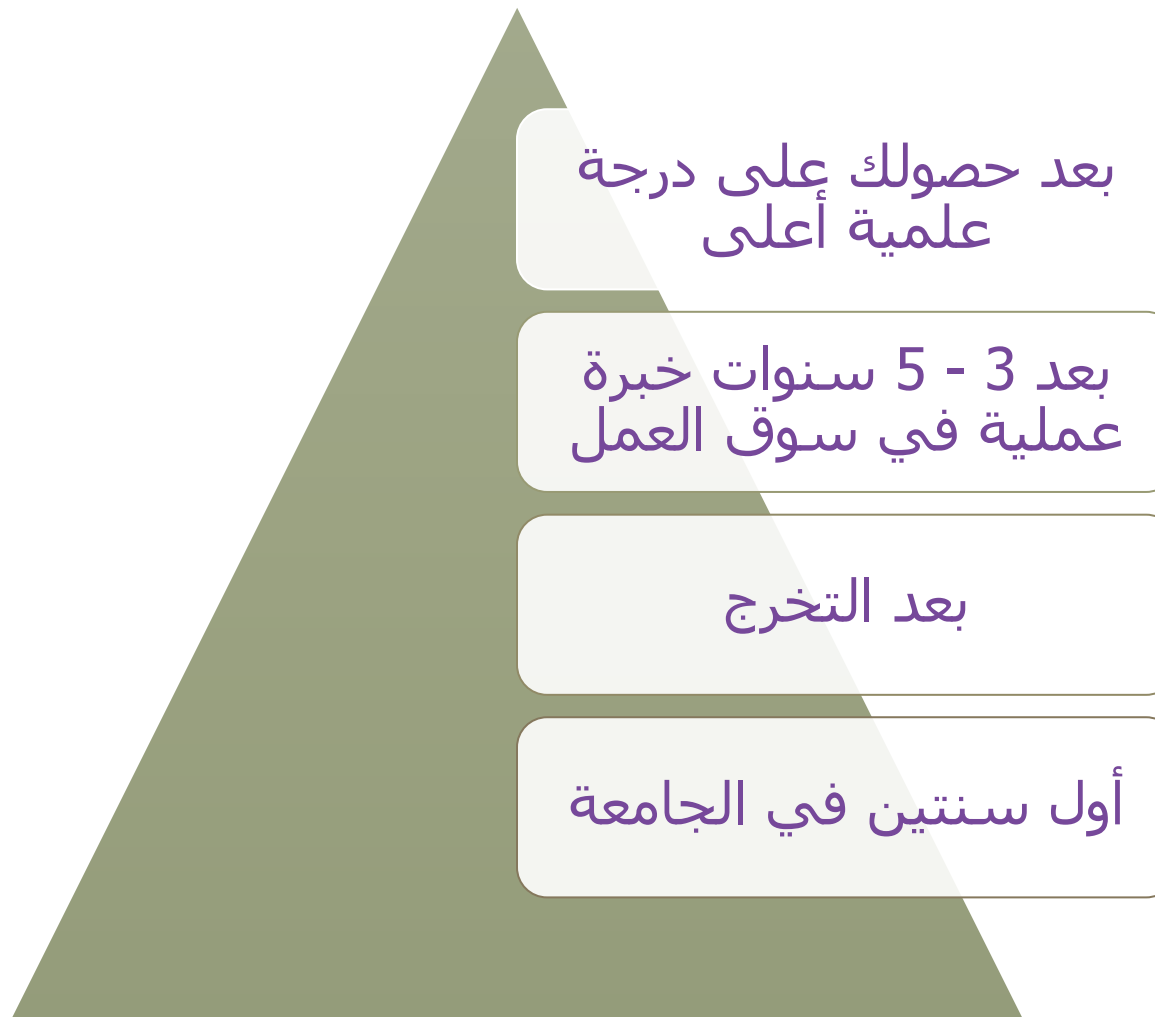 بعد حصولك على درجة
علمية أعلى
بعد 3 - 5 سنوات خبرة
عملية في سوق العمل
بعد التخرج
أول سنتين في الجامعة